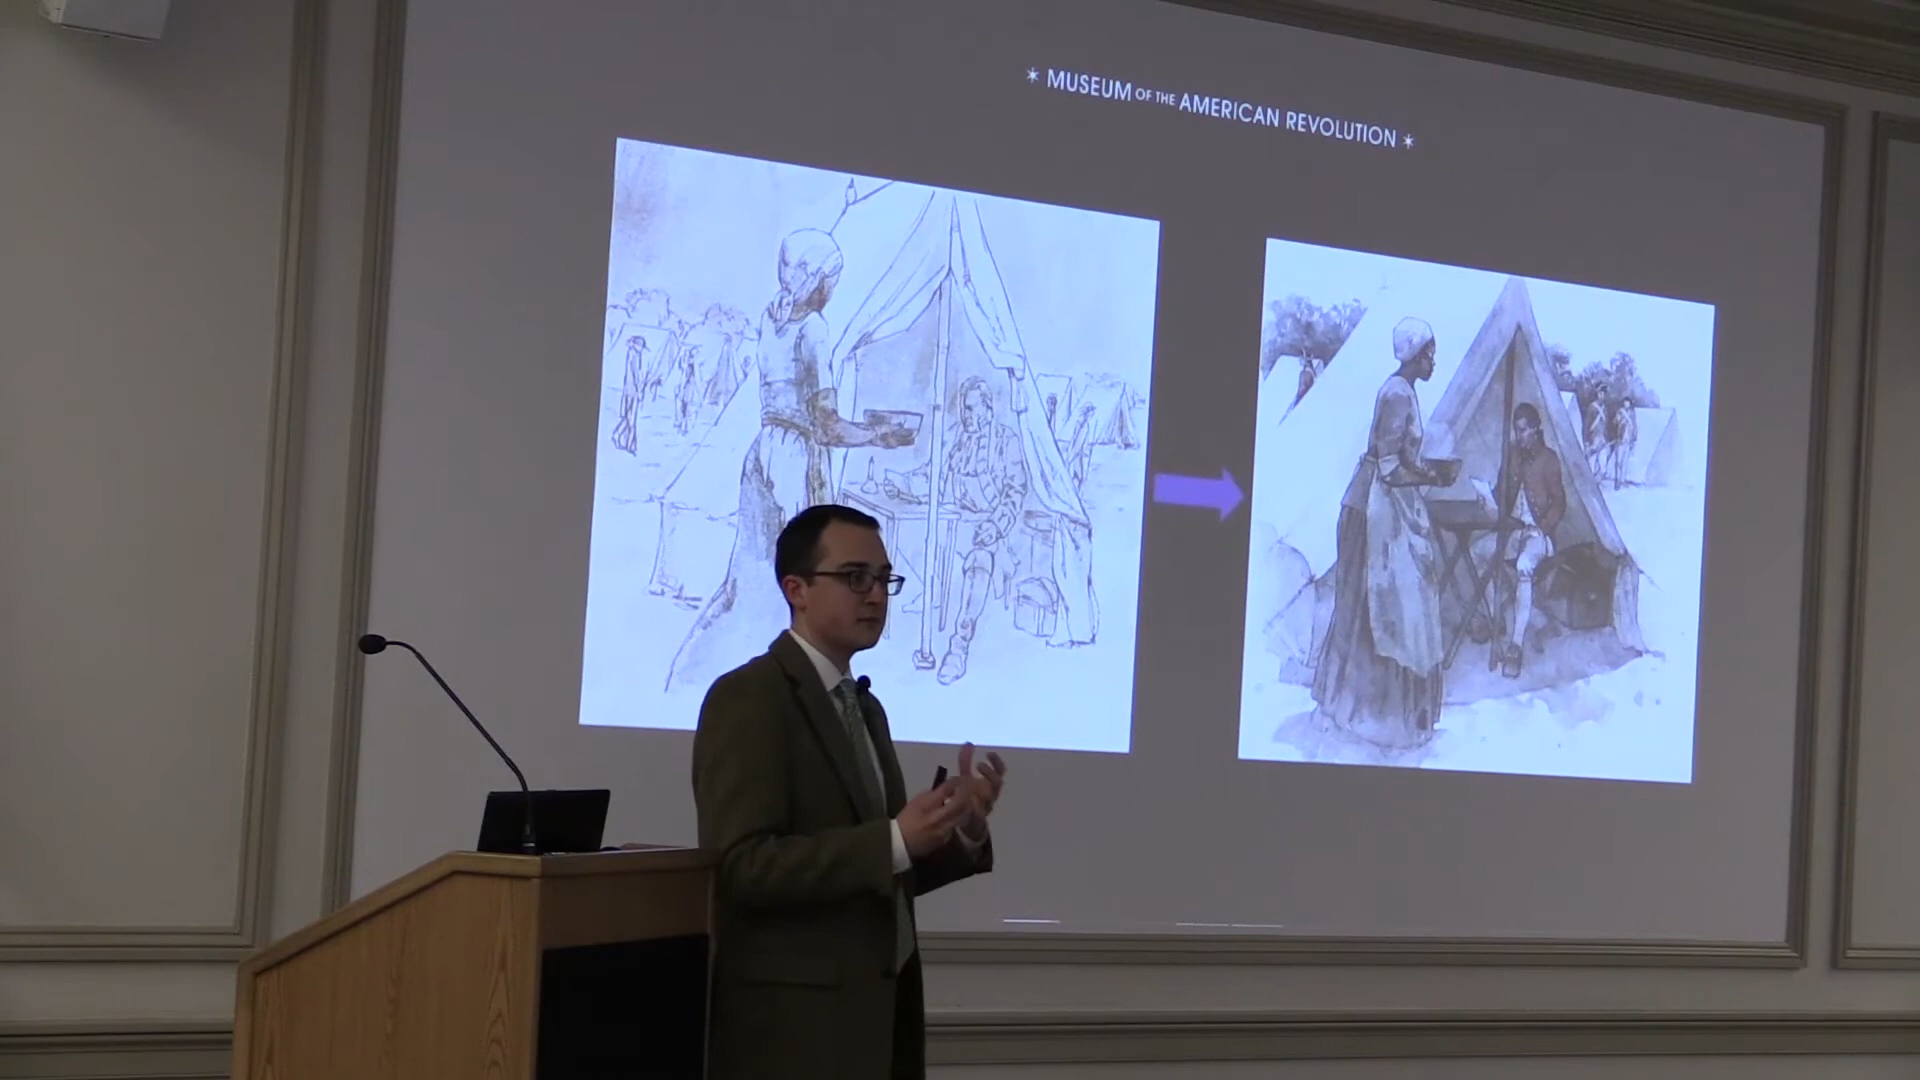 ✶ MUSEUM OF THE AMERICAN REVOLUTION ✶